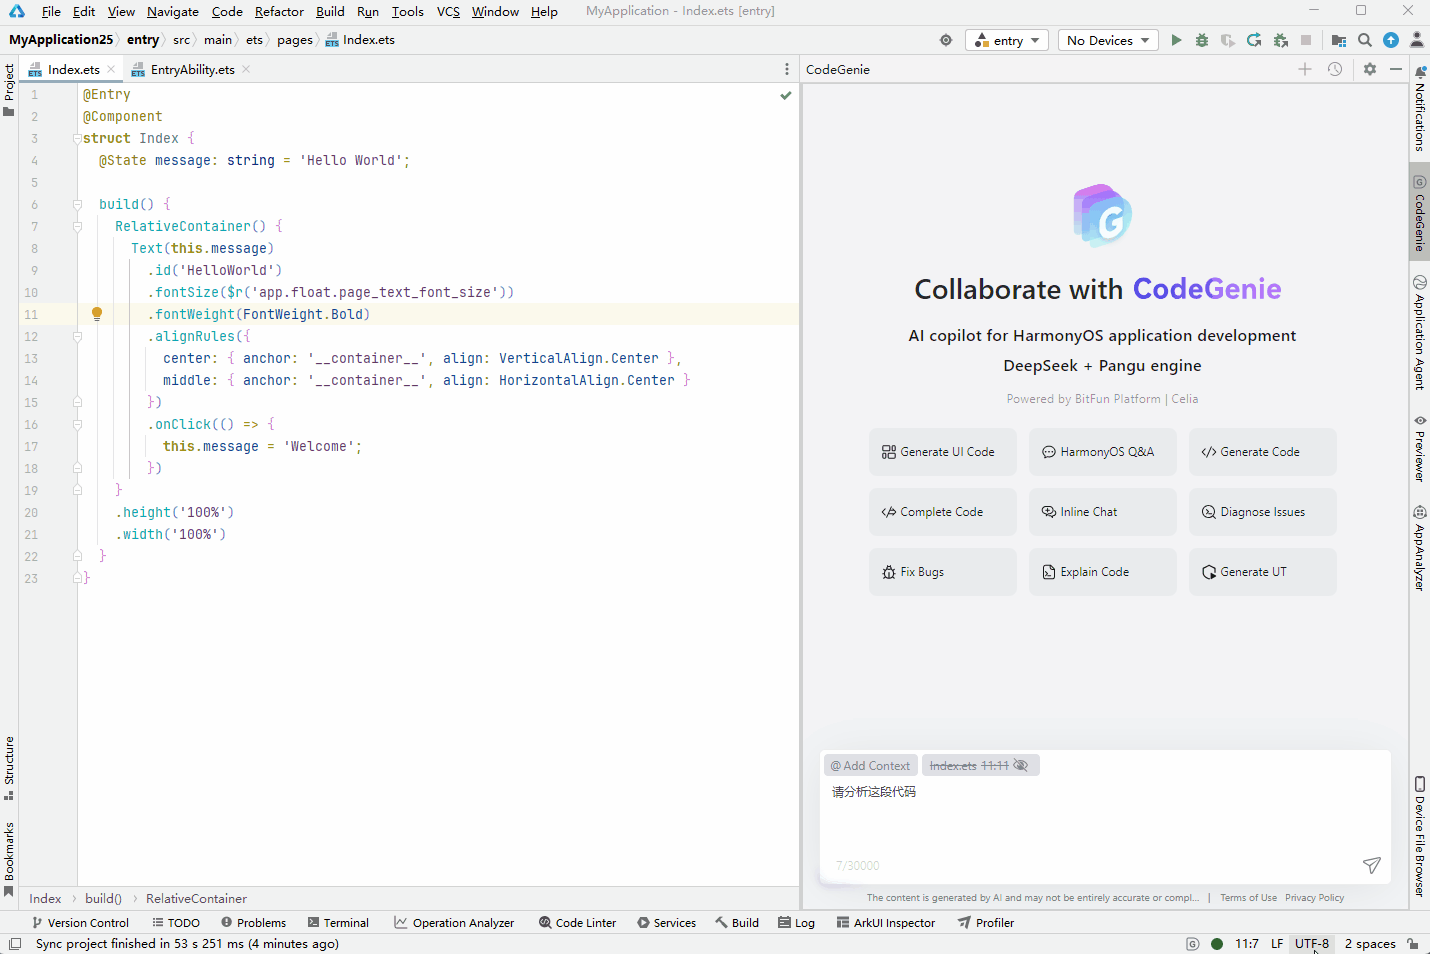 File Edit View Navigate Code Refactor Build Run Tools VCS Window Help MyApplication - Index.ets [entry]
MyApplication25 entry src main ets pages Index.ets entry No Devices
Project
Index.ets EntryAbility.ets
1 @Entry
2 @Component
3 struct Index {
4 @State message: string = 'Hello World';
5
6 build() {
7 RelativeContainer() {
8 Text(this.message)
9 .id('HelloWorld')
10 .fontSize($r('app.float.page_text_font_size'))
11 .fontWeight(FontWeight.Bold)
12 .alignRules({
13 center: { anchor: '__container__', align: VerticalAlign.Center },
14 middle: { anchor: '__container__', align: HorizontalAlign.Center }
15 })
16 .onClick(() => {
17 this.message = 'Welcome';
18 })
19 }
20 .height('100%')
21 .width('100%')
22 }
23 }
Structure
Bookmarks
Index build() RelativeContainer
CodeGenie
Collaborate with CodeGenie
AI copilot for HarmonyOS application development
DeepSeek + Pangu engine
Powered by BitFun Platform | Celia
Generate UI Code HarmonyOS Q&A Generate Code
Complete Code Inline Chat Diagnose Issues
Fix Bugs Explain Code Generate UT
@ Add Context Index.ets 11:11
请分析这段代码
7/30000
The content is generated by AI and may not be entirely accurate or compl... | Terms of Use Privacy Policy
Notifications
CodeGenie
Application Agent
Previewer
AppAnalyzer
Device File Browser
Version Control TODO Problems Terminal Operation Analyzer Code Linter Services Build Log ArkUI Inspector Profiler
Sync project finished in 53 s 251 ms (4 minutes ago) 11:7 LF UTF-8 2 spaces